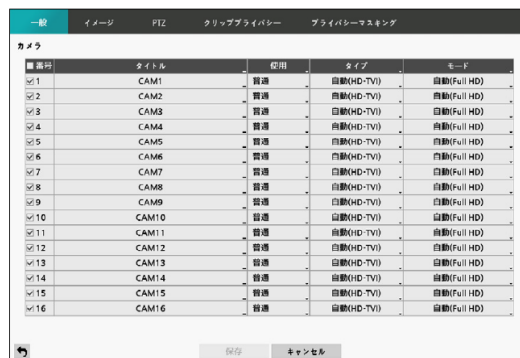 一般 イメージ PTZ クリッププライバシー プライバシーマスキング
カメラ
番号 タイトル 使用 タイプ モード
1 CAM1 普通 自動(HD-TVI) 自動(Full HD)
2 CAM2 普通 自動(HD-TVI) 自動(Full HD)
3 CAM3 普通 自動(HD-TVI) 自動(Full HD)
4 CAM4 普通 自動(HD-TVI) 自動(Full HD)
5 CAM5 普通 自動(HD-TVI) 自動(Full HD)
6 CAM6 普通 自動(HD-TVI) 自動(Full HD)
7 CAM7 普通 自動(HD-TVI) 自動(Full HD)
8 CAM8 普通 自動(HD-TVI) 自動(Full HD)
9 CAM9 普通 自動(HD-TVI) 自動(Full HD)
10 CAM10 普通 自動(HD-TVI) 自動(Full HD)
11 CAM11 普通 自動(HD-TVI) 自動(Full HD)
12 CAM12 普通 自動(HD-TVI) 自動(Full HD)
13 CAM13 普通 自動(HD-TVI) 自動(Full HD)
14 CAM14 普通 自動(HD-TVI) 自動(Full HD)
15 CAM15 普通 自動(HD-TVI) 自動(Full HD)
16 CAM16 普通 自動(HD-TVI) 自動(Full HD)
保存 キャンセル